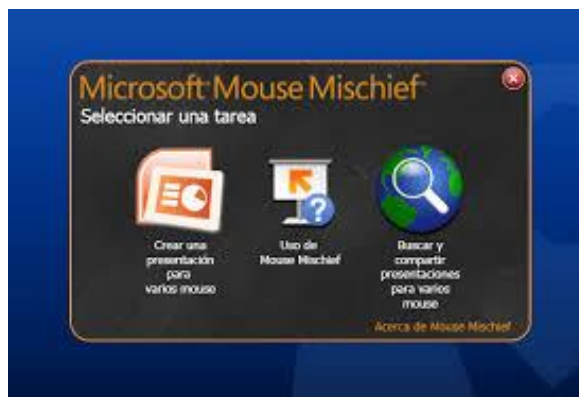 Microsoft Mouse Mischief
Seleccionar una tarea
Crear una
presentación
para
varios mouse
Uso de
Mouse Mischief
Buscar y
compartir
presentaciones
para varios
mouse
Acerca de Mouse Mischief